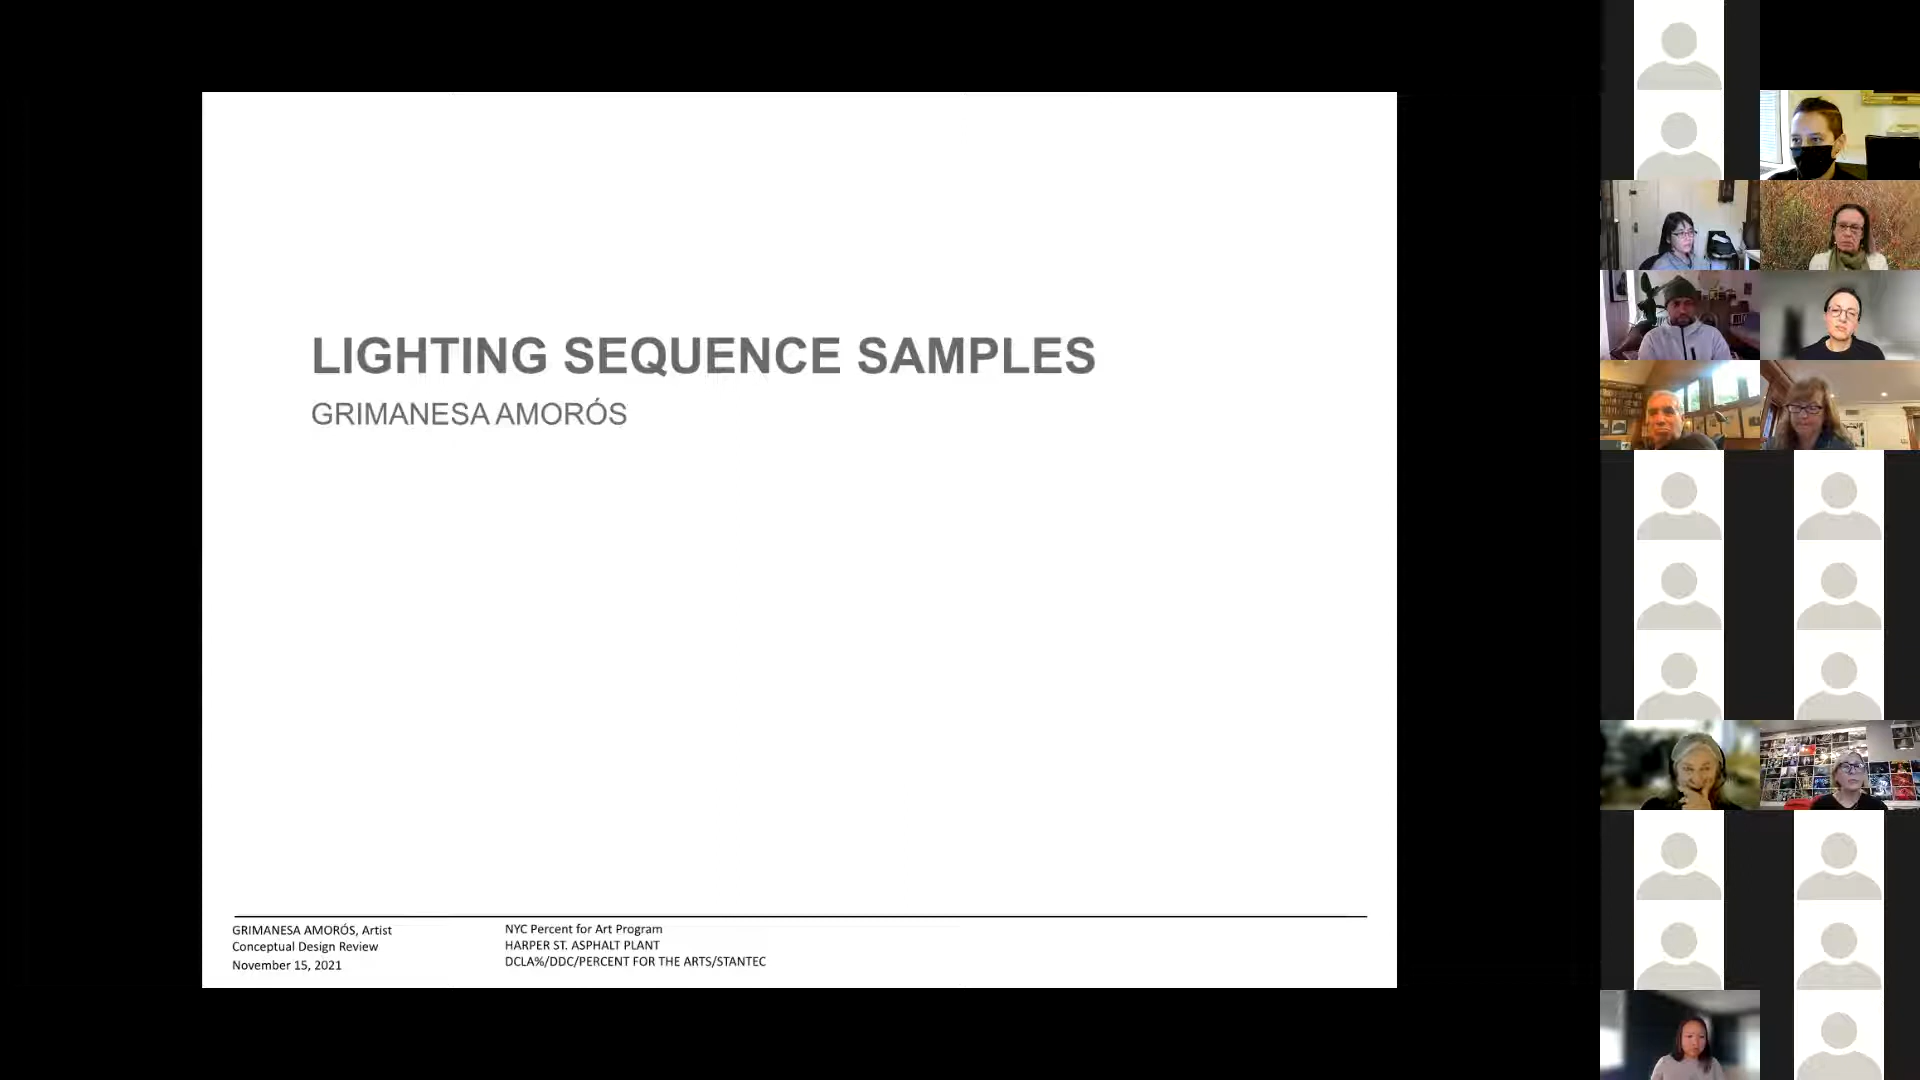 LIGHTING SEQUENCE SAMPLES
GRIMANESA AMORÓS
GRIMANESA AMORÓS, Artist
Conceptual Design Review
November 15, 2021
NYC Percent for Art Program
HARPER ST. ASPHALT PLANT
DCLA%/DDC/PERCENT FOR THE ARTS/STANTEC